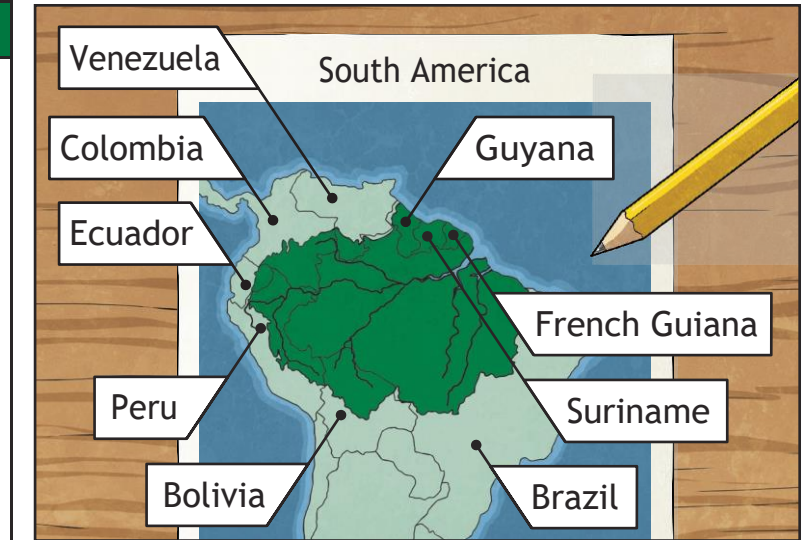 South America
Venezuela
Colombia
Ecuador
Peru
Bolivia
Guyana
French Guiana
Suriname
Brazil